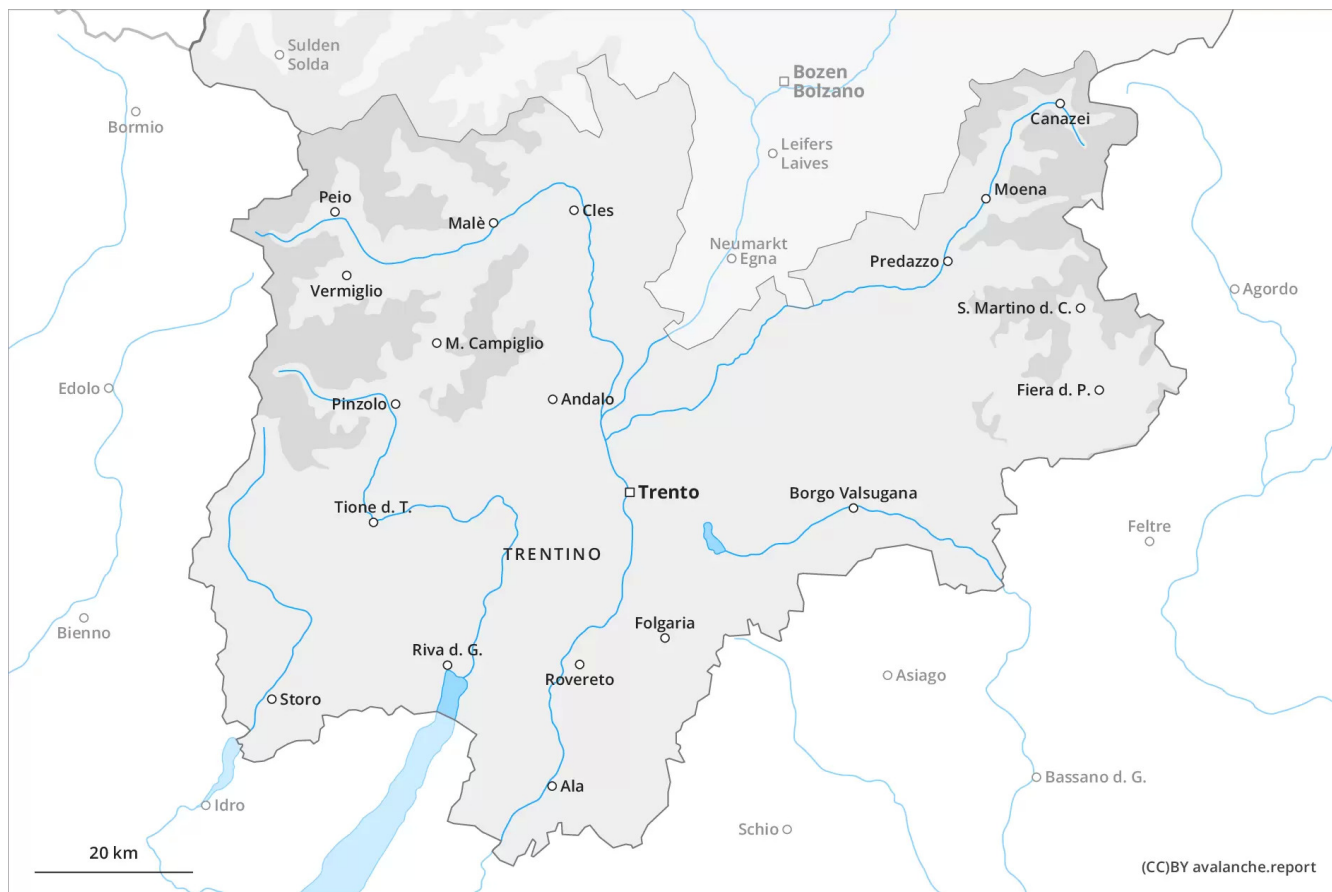 Sulden
Solda
Bozen
Bolzano
Bormio
Canazei
Leifers
Laives
Peio
Moena
Malè
Cles
Neumarkt
Egna
Predazzo
Vermiglio
Agordo
S. Martino d. C.
M. Campiglio
Edolo
Fiera d. P.
Andalo
Pinzolo
Trento
Borgo Valsugana
Tione d. T.
Feltre
TRENTINO
Bienno
Folgaria
Riva d. G.
Asiago
Rovereto
Storo
Bassano d. G.
Ala
Idro
Schio
20 km
(CC)BY avalanche.report